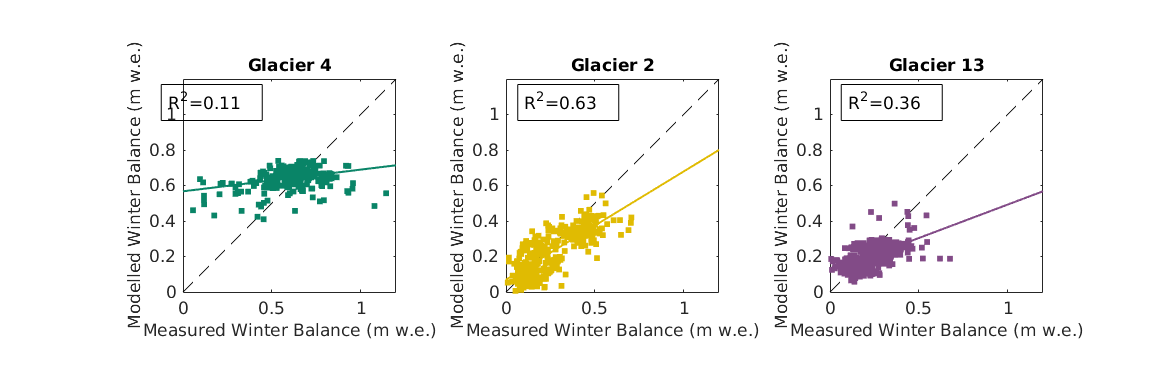 Glacier 4
R²=0.11
Modelled Winter Balance (m w.e.)
1
0.8
0.6
0.4
0.2
0
0 0.5 1
Measured Winter Balance (m w.e.)
Glacier 2
R²=0.63
Modelled Winter Balance (m w.e.)
1
0.8
0.6
0.4
0.2
0
0 0.5 1
Measured Winter Balance (m w.e.)
Glacier 13
R²=0.36
Modelled Winter Balance (m w.e.)
1
0.8
0.6
0.4
0.2
0
0 0.5 1
Measured Winter Balance (m w.e.)